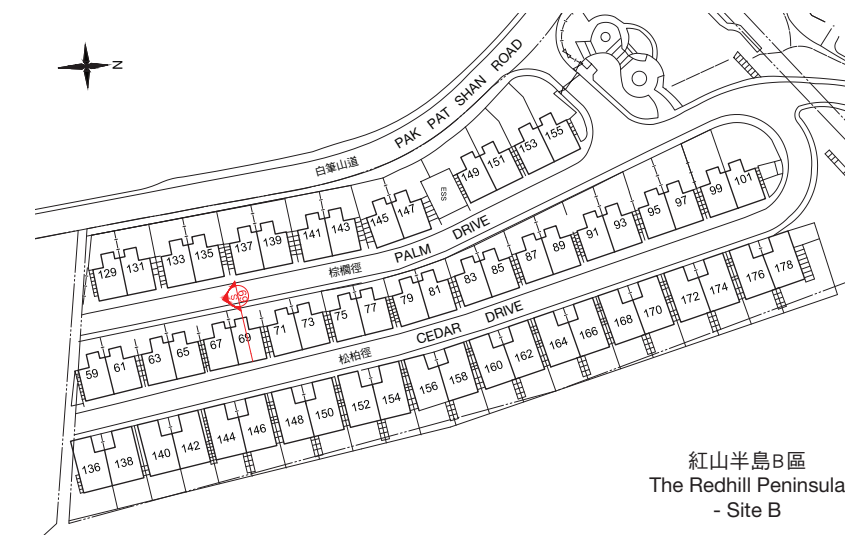 N
PAK PAT SHAN ROAD
白筆山道
149 151 153 155
ESS
129 131 133 135 137 139 141 143 145 147
PALM DRIVE
棕櫚徑
59 61 63 65 67 69 71 73 75 77 79 81 83 85 87 89 91 93 95 97 99 101
CEDAR DRIVE
松柏徑
136 138 140 142 144 146 148 150 152 154 156 158 160 162 164 166 168 170 172 174 176 178
紅山半島B區
The Redhill Peninsula
- Site B